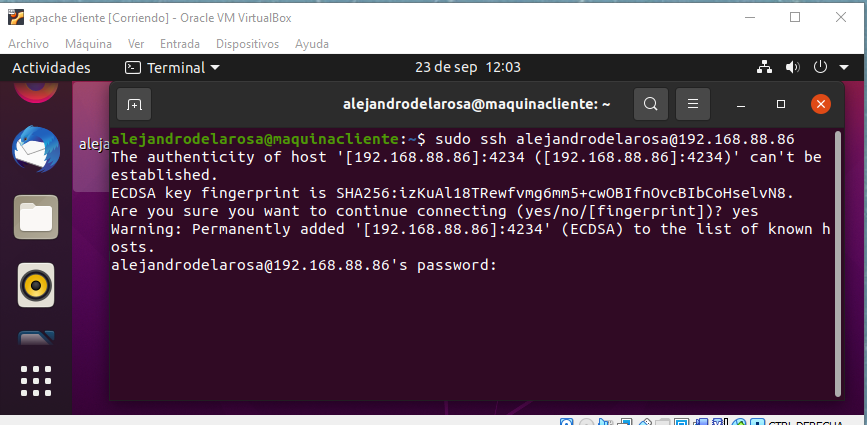 apache cliente [Corriendo] - Oracle VM VirtualBox
Archivo Máquina Ver Entrada Dispositivos Ayuda
Actividades Terminal 23 de sep 12:03
alejandrodelarosa@maquinacliente: ~
aleja
alejandrodelarosa@maquinacliente:~$ sudo ssh alejandrodelarosa@192.168.88.86
The authenticity of host '[192.168.88.86]:4234 ([192.168.88.86]:4234)' can't be
established.
ECDSA key fingerprint is SHA256:izKuAl18TRewfvmg6mm5+cwOBIfnOvcBIbCoHselvN8.
Are you sure you want to continue connecting (yes/no/[fingerprint])? yes
Warning: Permanently added '[192.168.88.86]:4234' (ECDSA) to the list of known h
osts.
alejandrodelarosa@192.168.88.86's password:
CTRL DERECHA